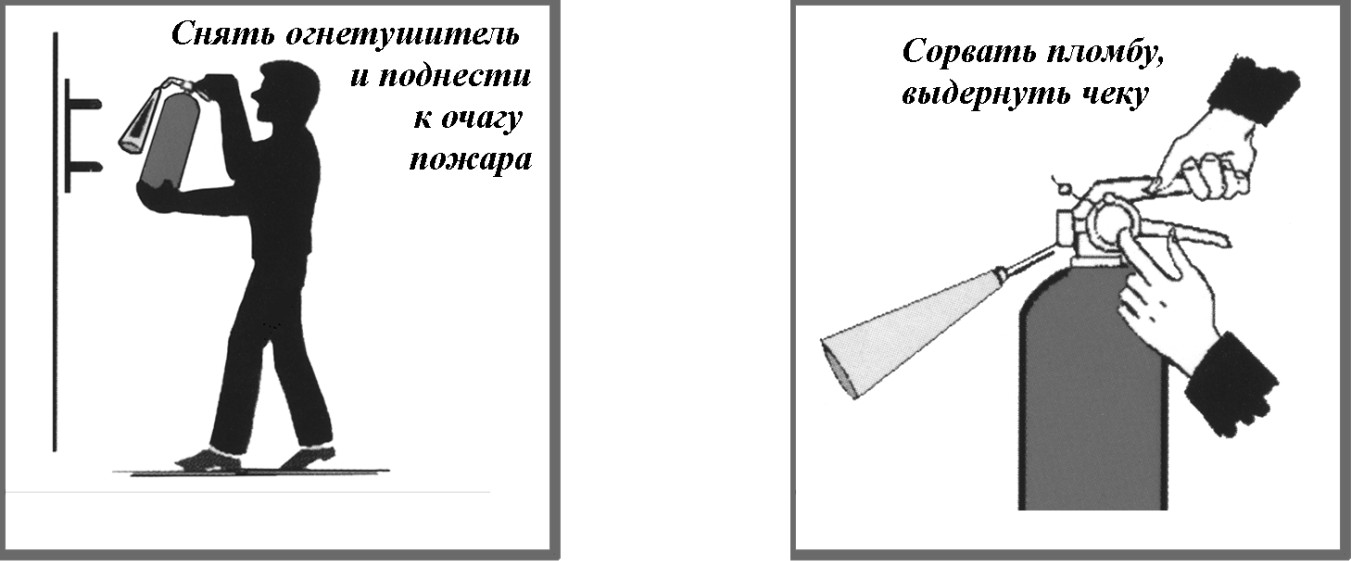 Снять огнетушитель
и поднести
к очагу
пожара
Сорвать пломбу,
выдернуть чеку